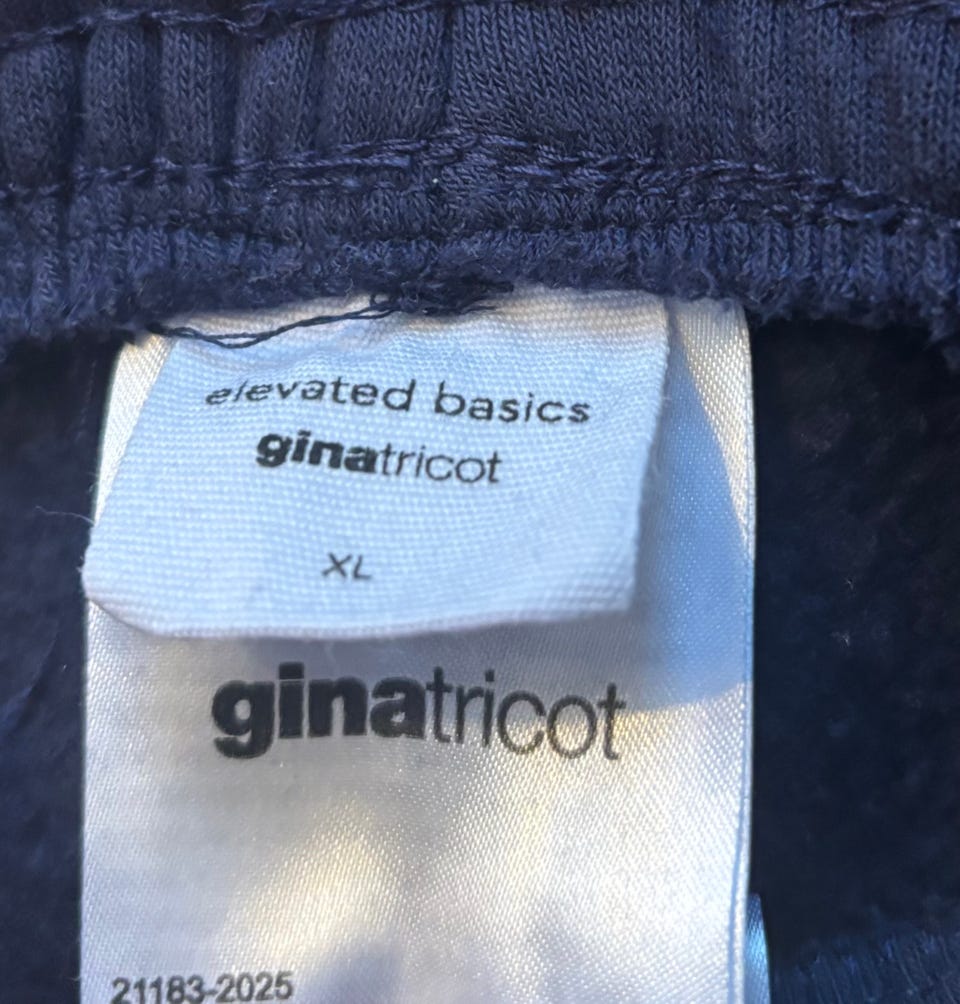 elevated basics
ginatricot
XL
ginatricot
21183-2025